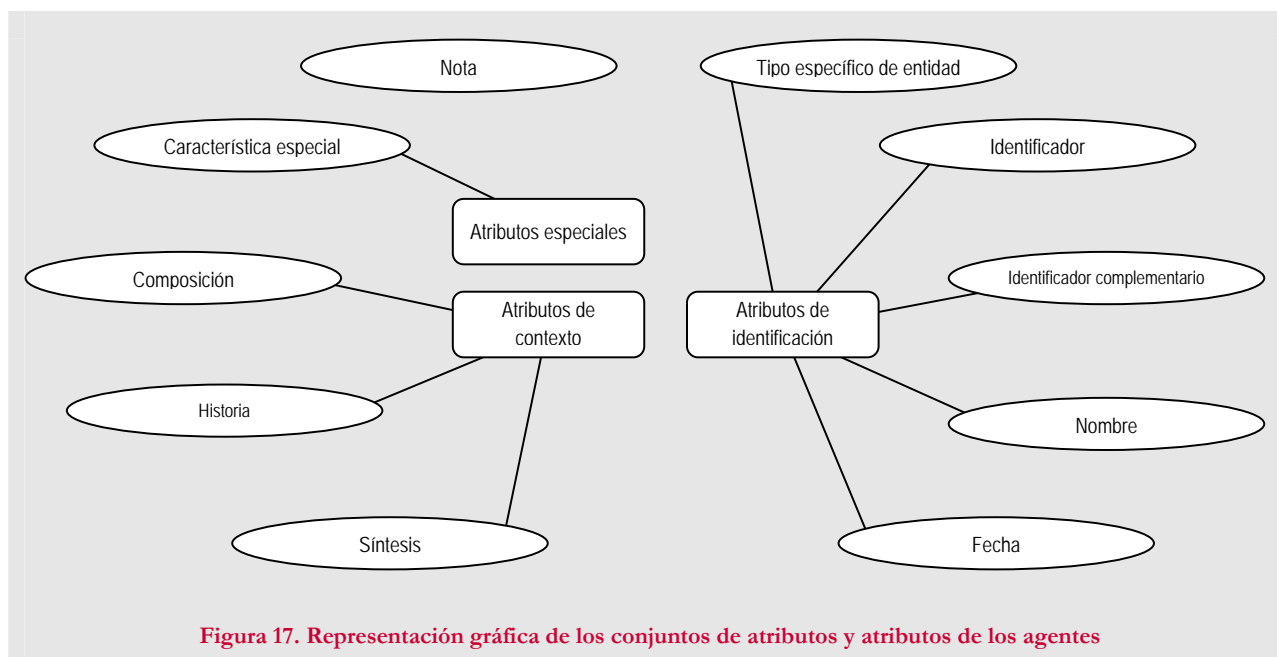 Nota
Tipo específico de entidad
Característica especial
Identificador
Atributos especiales
Composición
Identificador complementario
Atributos de
contexto
Atributos de
identificación
Historia
Nombre
Síntesis
Fecha
Figura 17. Representación gráfica de los conjuntos de atributos y atributos de los agentes